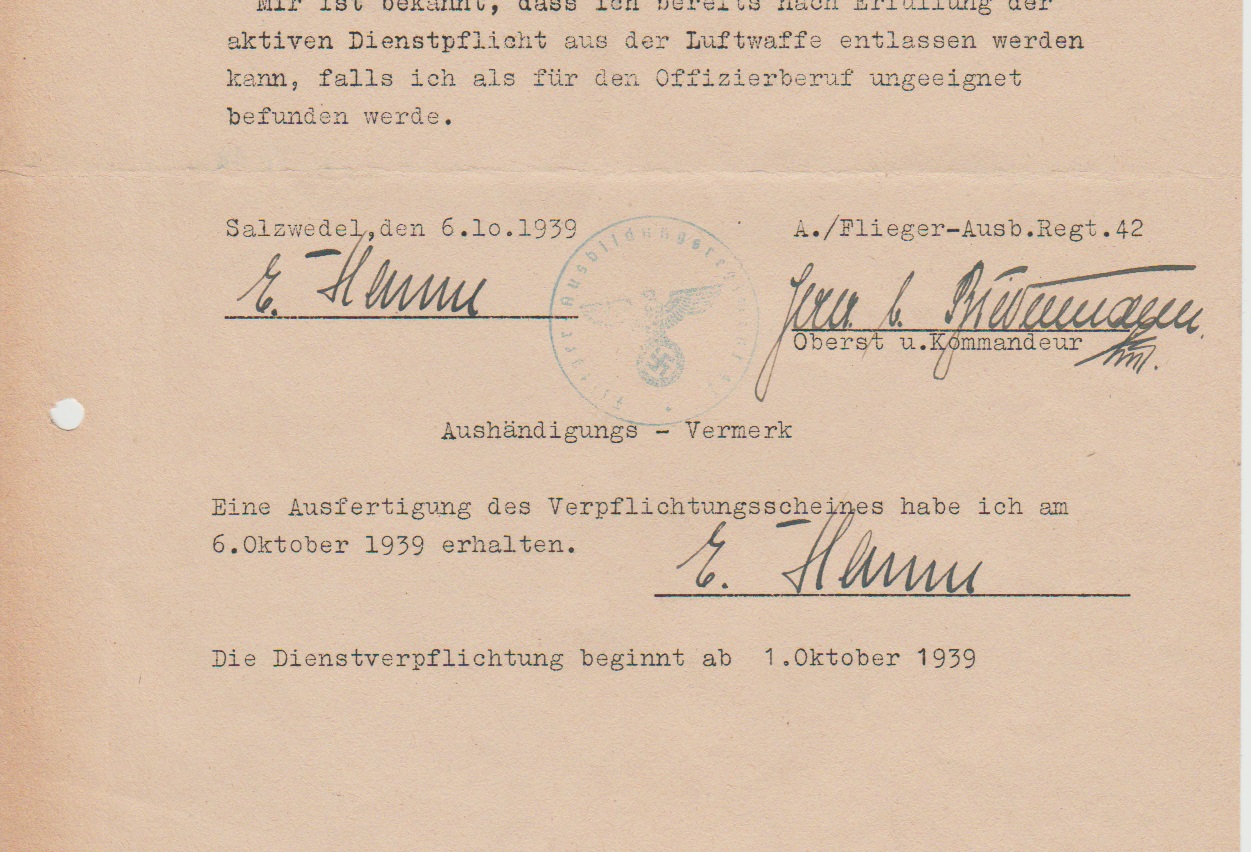 Mir ist bekannt, dass ich bereits nach Erfüllung der
aktiven Dienstpflicht aus der Luftwaffe entlassen werden
kann, falls ich als für den Offizierberuf ungeeignet
befunden werde.
Salzwedel,den 6.lo.1939
A./Flieger-Ausb.Regt.42
E. Hamm
Oberst u.Kommandeur
Fliegerausbildungsregiment 42
Aushändigungs - Vermerk
Eine Ausfertigung des Verpflichtungsscheines habe ich am
6.Oktober 1939 erhalten.
E. Hamm
Die Dienstverpflichtung beginnt ab 1.Oktober 1939